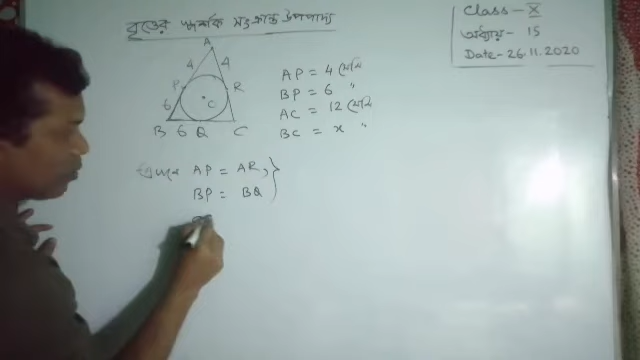 বৃত্তের স্পর্শক সংক্রান্ত উপপাদ্য
Class - X
অধ্যায় - 15
Date - 26.11.2020
A
4 4
P R
6 C
B 6 Q C
AP = 4 সেমি
BP = 6 "
AC = 12 সেমি
BC = x "
এখানে AP = AR, }
BP = BQ